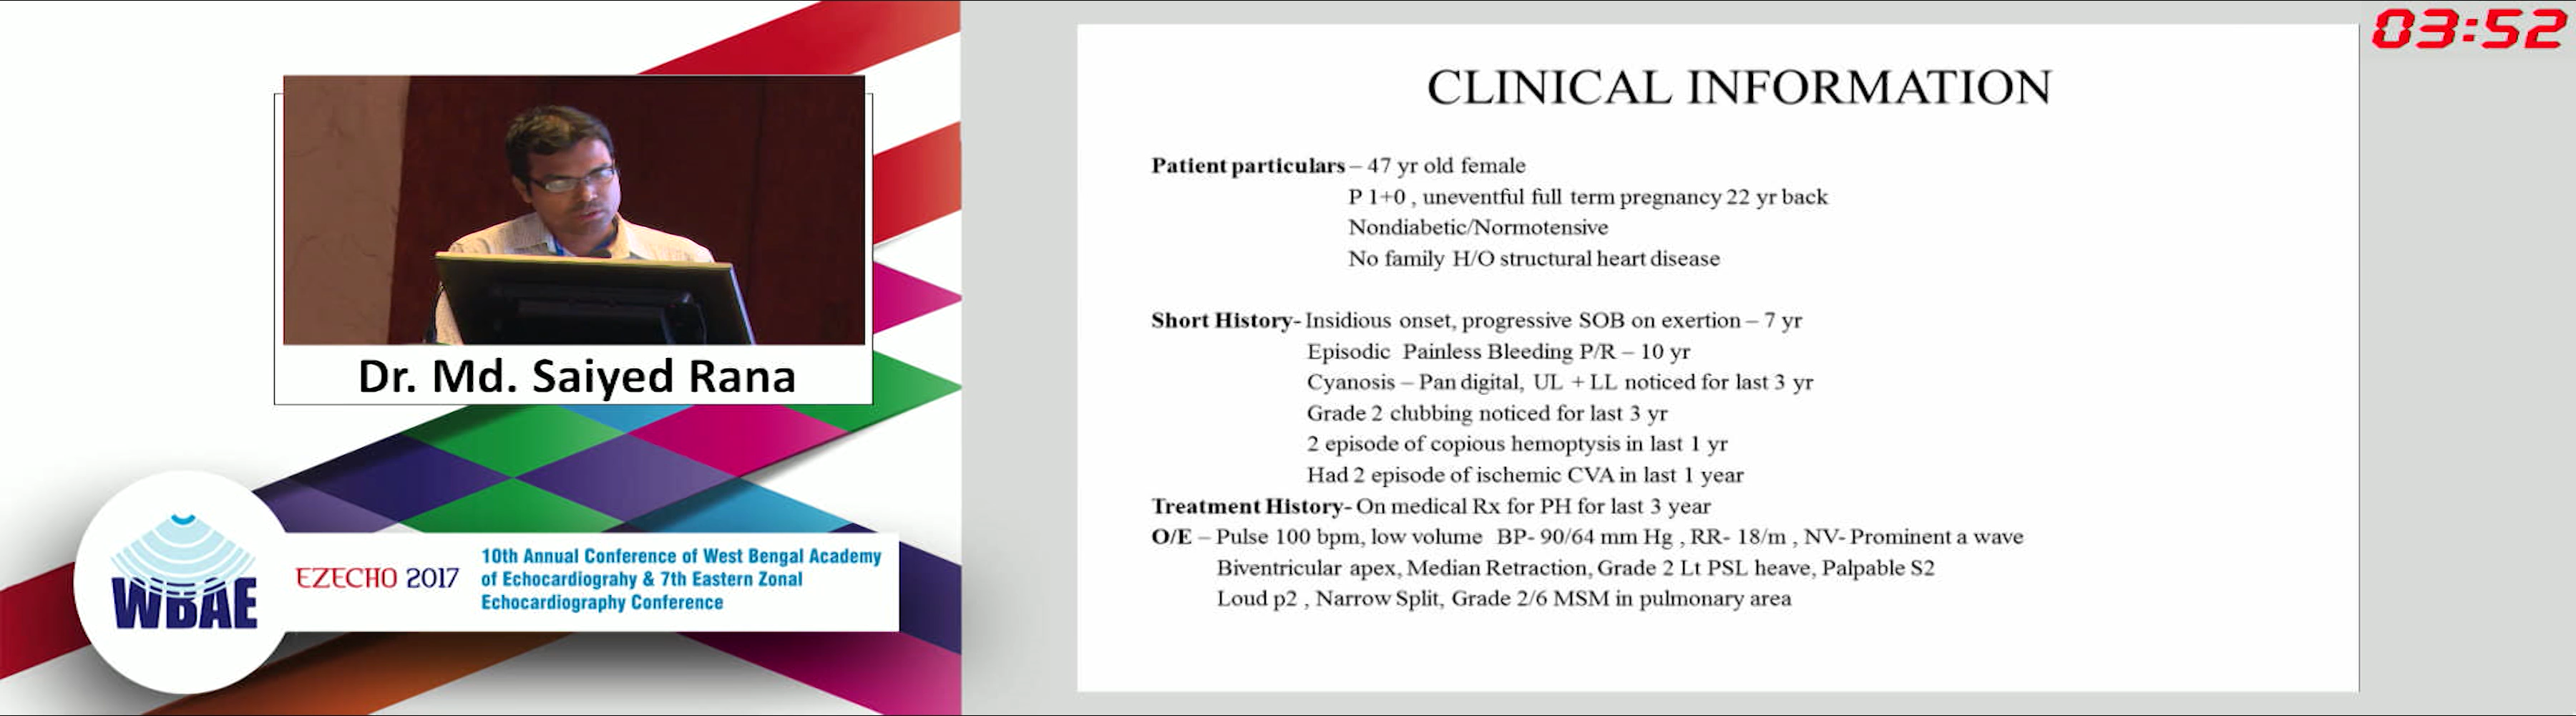 03:52
Dr. Md. Saiyed Rana
WBAE
EZECHO 2017
10th Annual Conference of West Bengal Academy
of Echocardiograhy & 7th Eastern Zonal
Echocardiography Conference
CLINICAL INFORMATION
Patient particulars – 47 yr old female
P 1+0 , uneventful full term pregnancy 22 yr back
Nondiabetic/Normotensive
No family H/O structural heart disease
Short History- Insidious onset, progressive SOB on exertion – 7 yr
Episodic Painless Bleeding P/R – 10 yr
Cyanosis – Pan digital, UL + LL noticed for last 3 yr
Grade 2 clubbing noticed for last 3 yr
2 episode of copious hemoptysis in last 1 yr
Had 2 episode of ischemic CVA in last 1 year
Treatment History- On medical Rx for PH for last 3 year
O/E – Pulse 100 bpm, low volume BP- 90/64 mm Hg , RR- 18/m , NV- Prominent a wave
Biventricular apex, Median Retraction, Grade 2 Lt PSL heave, Palpable S2
Loud p2 , Narrow Split, Grade 2/6 MSM in pulmonary area